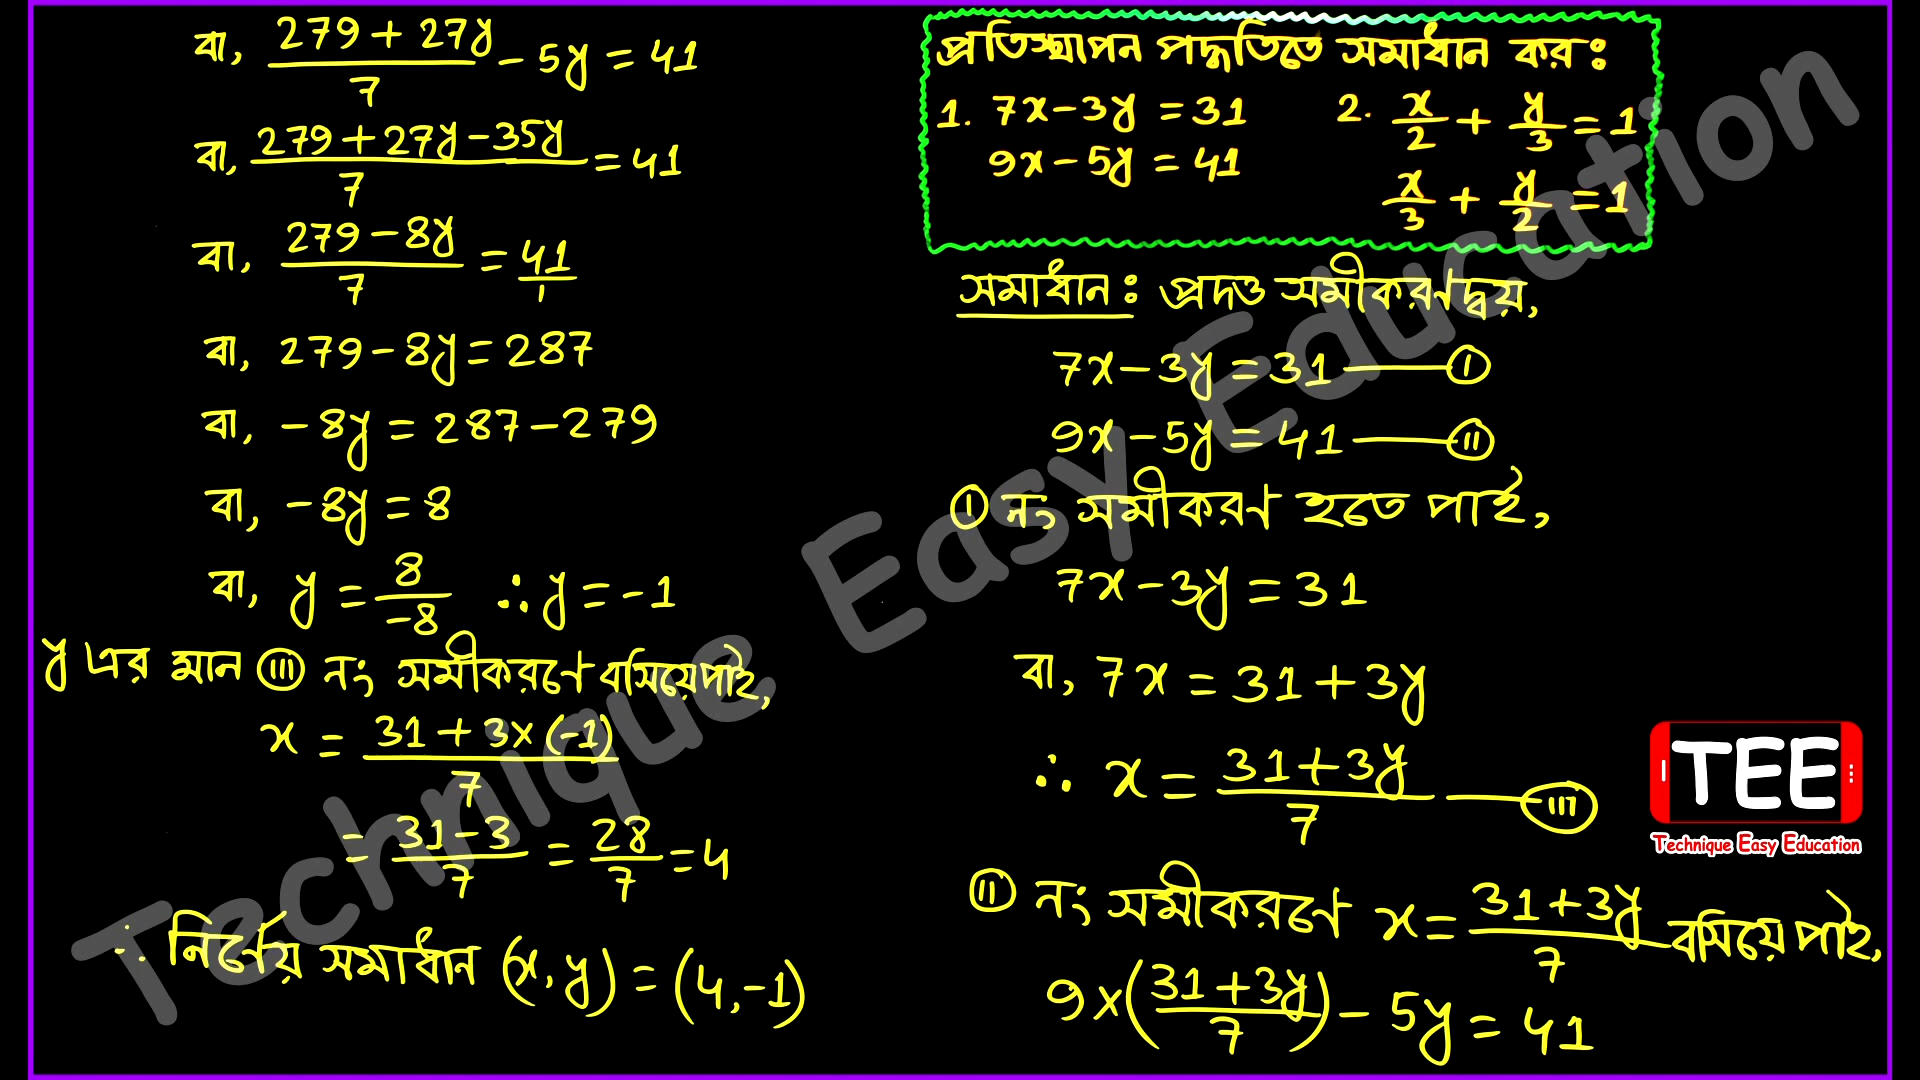 প্রতিস্থাপন পদ্ধতিতে সমাধান করঃ
1. 7x-3y = 31
9x-5y = 41
2. x/2 + y/3 = 1
x/3 + y/2 = 1
সমাধানঃ প্রদত্ত সমীকরণদ্বয়,
7x-3y = 31 — (i)
9x-5y = 41 — (ii)
(i) নং সমীকরণ হতে পাই,
7x-3y = 31
বা, 7x = 31+3y
∴ x = (31+3y)/7 — (iii)
(ii) নং সমীকরণে x = (31+3y)/7 বসিয়ে পাই,
9×((31+3y)/7) - 5y = 41
বা, (279+27y)/7 - 5y = 41
বা, (279+27y-35y)/7 = 41
বা, (279-8y)/7 = 41/1
বা, 279-8y = 287
বা, -8y = 287-279
বা, -8y = 8
বা, y = 8/-8 ∴ y = -1
y এর মান (iii) নং সমীকরণে বসিয়ে পাই,
x = (31+3×(-1))/7
= (31-3)/7 = 28/7 = 4
∴ নির্ণেয় সমাধান (x,y) = (4,-1)
TEE
Technique Easy Education
Technique Easy Education